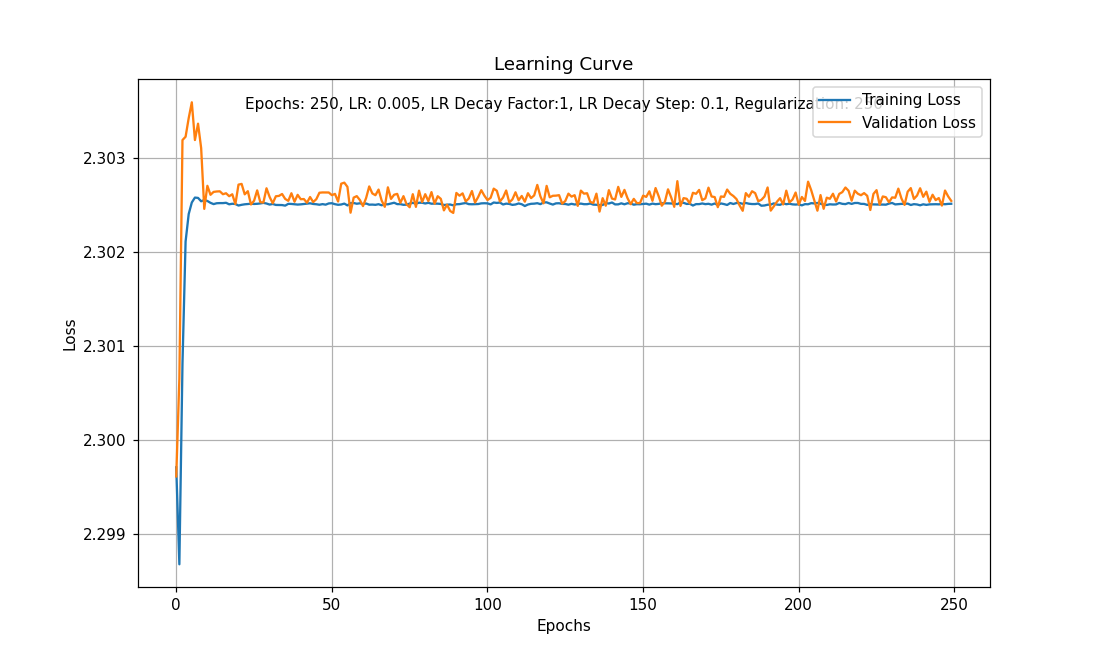 Learning Curve
Epochs: 250, LR: 0.005, LR Decay Factor:1, LR Decay Step: 0.1, Regularization: 250
Training Loss
Validation Loss
2.303
2.302
2.301
2.300
2.299
Loss
0 50 100 150 200 250
Epochs